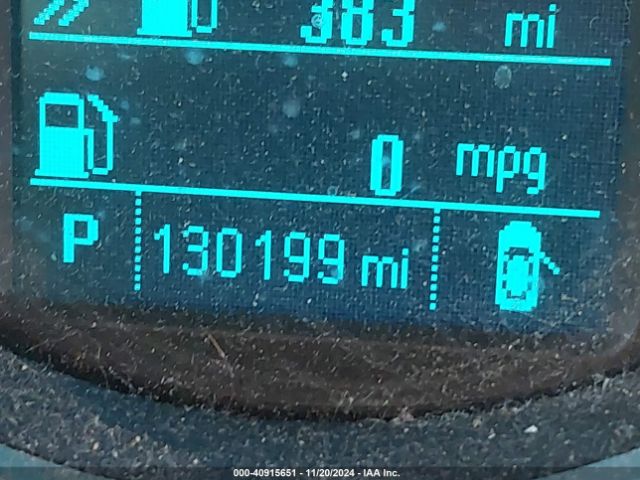 383 mi
0 mpg
P 130199 mi
000-40915651 - 11/20/2024 - IAA Inc.